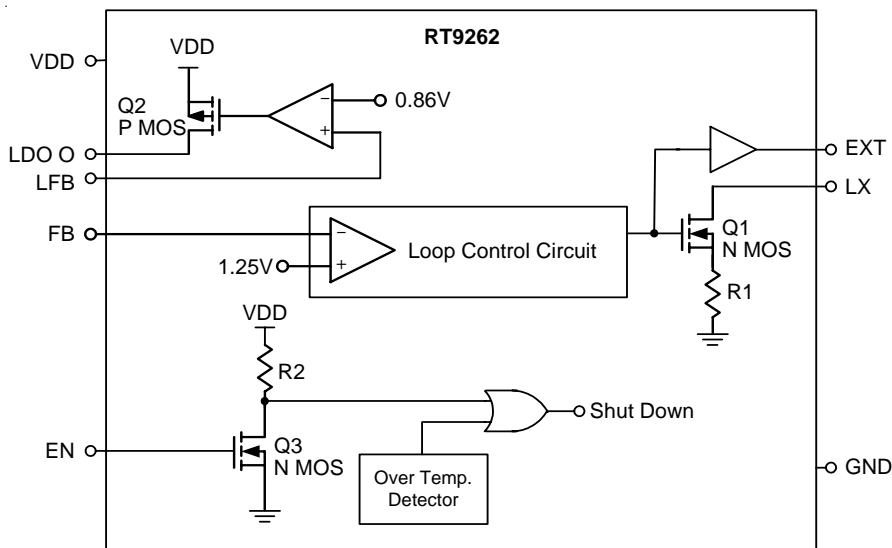 RT9262
VDD
VDD
Q2
P MOS
−
0.86V
+
LDO O
LFB
EXT
LX
FB
−
Loop Control Circuit
1.25V
+
Q1
N MOS
R1
VDD
R2
Shut Down
EN
Q3
N MOS
Over Temp.
Detector
GND